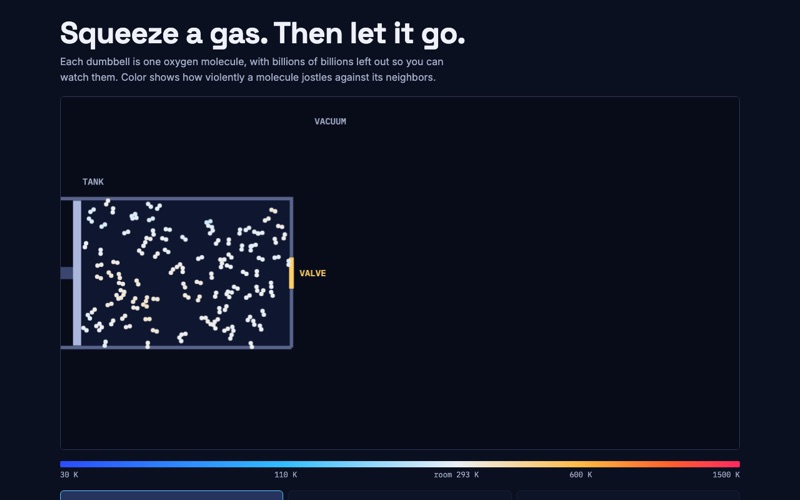 Squeeze a gas. Then let it go.
Each dumbbell is one oxygen molecule, with billions of billions left out so you can
watch them. Color shows how violently a molecule jostles against its neighbors.
VACUUM
TANK
VALVE
30 K 110 K room 293 K 600 K 1500 K